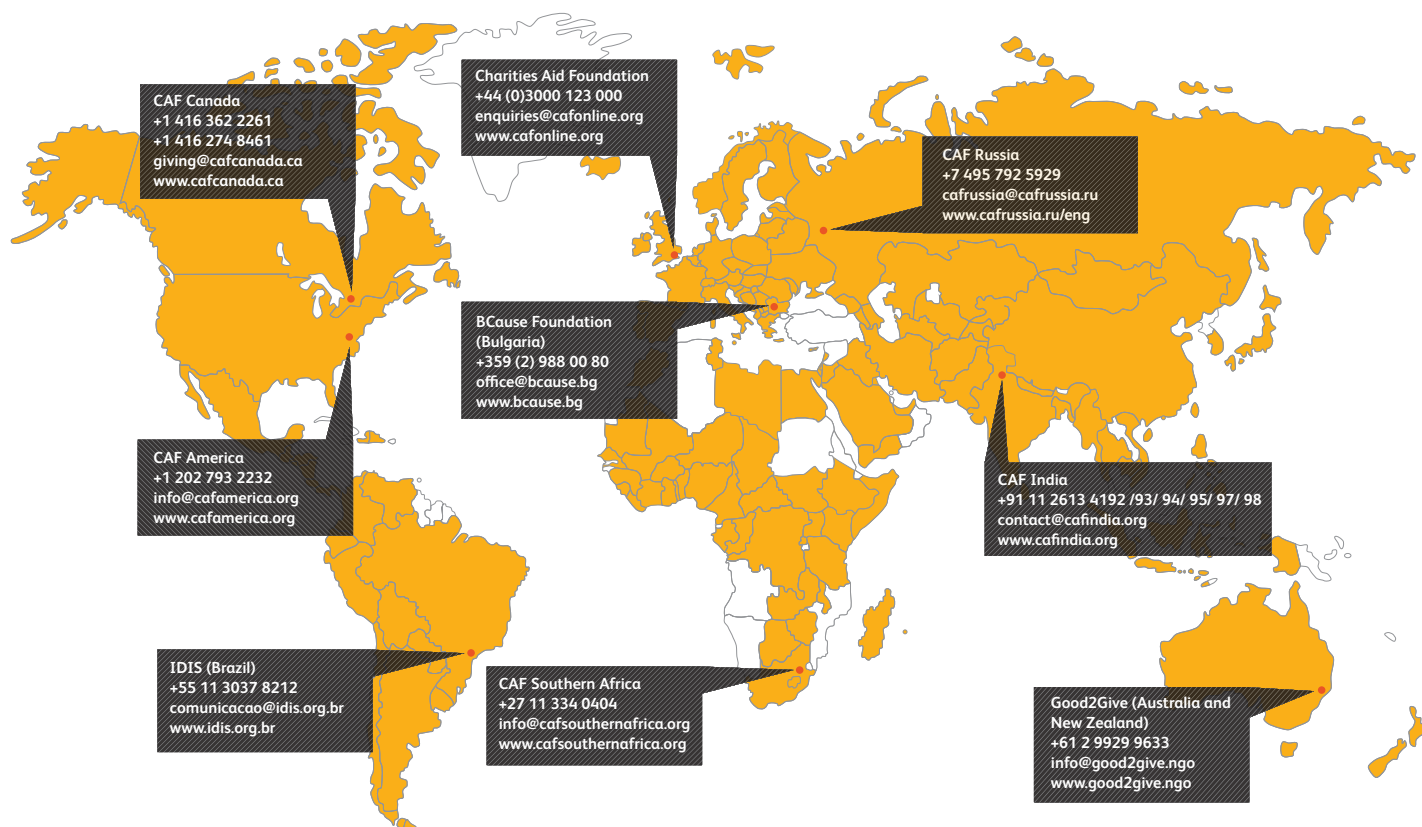 CAF Canada
+1 416 362 2261
+1 416 274 8461
giving@cafcanada.ca
www.cafcanada.ca
Charities Aid Foundation
+44 (0)3000 123 000
enquiries@cafonline.org
www.cafonline.org
CAF Russia
+7 495 792 5929
cafrussia@cafrussia.ru
www.cafrussia.ru/eng
BCause Foundation
(Bulgaria)
+359 (2) 988 00 80
office@bcause.bg
www.bcause.bg
CAF America
+1 202 793 2232
info@cafamerica.org
www.cafamerica.org
CAF India
+91 11 2613 4192 /93/ 94/ 95/ 97/ 98
contact@cafindia.org
www.cafindia.org
IDIS (Brazil)
+55 11 3037 8212
comunicacao@idis.org.br
www.idis.org.br
CAF Southern Africa
+27 11 334 0404
info@cafsouthernafrica.org
www.cafsouthernafrica.org
Good2Give (Australia and
New Zealand)
+61 2 9929 9633
info@good2give.ngo
www.good2give.ngo